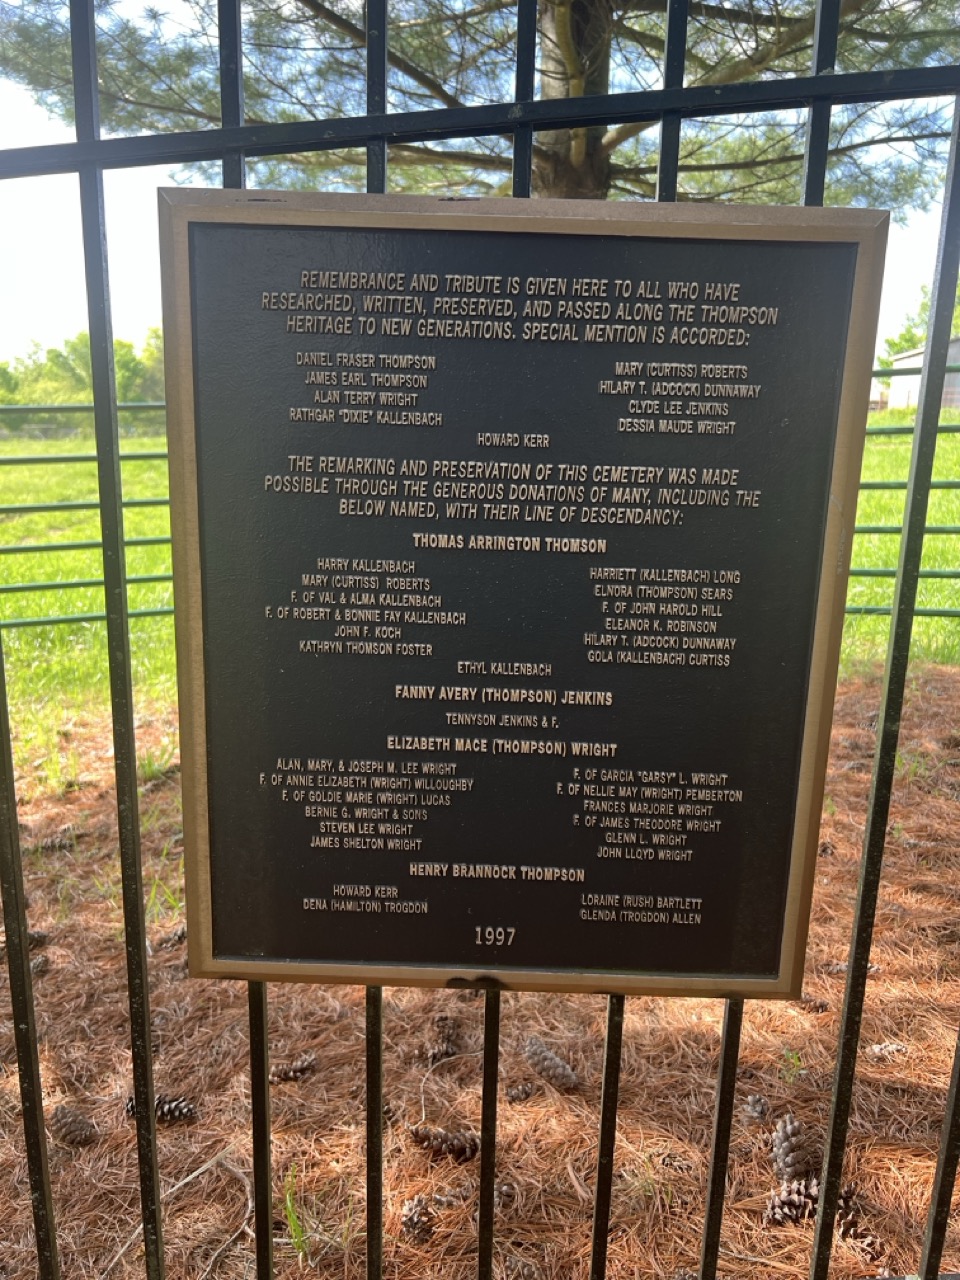 REMEMBRANCE AND TRIBUTE IS GIVEN HERE TO ALL WHO HAVE
RESEARCHED, WRITTEN, PRESERVED, AND PASSED ALONG THE THOMPSON
HERITAGE TO NEW GENERATIONS. SPECIAL MENTION IS ACCORDED:
DANIEL FRASER THOMPSON
JAMES EARL THOMPSON
ALAN TERRY WRIGHT
RATHGAR "DIXIE" KALLENBACH
MARY (CURTISS) ROBERTS
HILARY T. (ADCOCK) DUNNAWAY
CLYDE LEE JENKINS
DESSIA MAUDE WRIGHT
HOWARD KERR
THE REMARKING AND PRESERVATION OF THIS CEMETERY WAS MADE
POSSIBLE THROUGH THE GENEROUS DONATIONS OF MANY, INCLUDING THE
BELOW NAMED, WITH THEIR LINE OF DESCENDANCY:
THOMAS ARRINGTON THOMSON
HARRY KALLENBACH
MARY (CURTISS) ROBERTS
F. OF VAL & ALMA KALLENBACH
F. OF ROBERT & BONNIE FAY KALLENBACH
JOHN F. KOCH
KATHRYN THOMSON FOSTER
HARRIETT (KALLENBACH) LONG
ELNORA (THOMPSON) SEARS
F. OF JOHN HAROLD HILL
ELEANOR K. ROBINSON
HILARY T. (ADCOCK) DUNNAWAY
GOLA (KALLENBACH) CURTISS
ETHYL KALLENBACH
FANNY AVERY (THOMPSON) JENKINS
TENNYSON JENKINS & F.
ELIZABETH MACE (THOMPSON) WRIGHT
ALAN, MARY, & JOSEPH M. LEE WRIGHT
F. OF ANNIE ELIZABETH (WRIGHT) WILLOUGHBY
F. OF GOLDIE MARIE (WRIGHT) LUCAS
BERNIE G. WRIGHT & SONS
STEVEN LEE WRIGHT
JAMES SHELTON WRIGHT
F. OF GARCIA "GARSY" L. WRIGHT
F. OF NELLIE MAY (WRIGHT) PEMBERTON
FRANCES MARJORIE WRIGHT
F. OF JAMES THEODORE WRIGHT
GLENN L. WRIGHT
JOHN LLOYD WRIGHT
HENRY BRANNOCK THOMPSON
HOWARD KERR
DENA (HAMILTON) TROGDON
LORAINE (RUSH) BARTLETT
GLENDA (TROGDON) ALLEN
1997